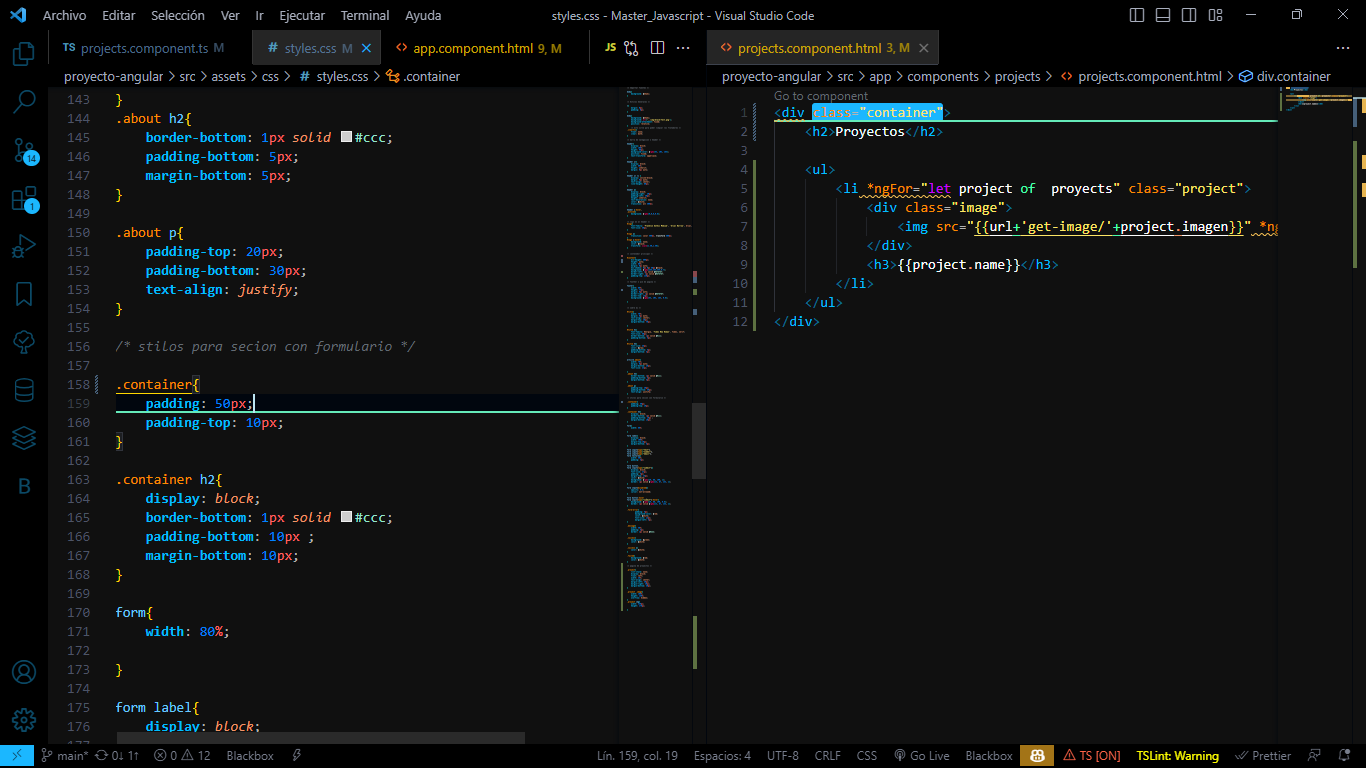 Archivo Editar Selección Ver Ir Ejecutar Terminal Ayuda styles.css - Master_Javascript - Visual Studio Code
TS projects.component.ts M # styles.css M <> app.component.html 9, M JS
<> projects.component.html 3, M
proyecto-angular > src > assets > css > # styles.css > .container
proyecto-angular > src > app > components > projects > <> projects.component.html > div.container
143 }
144 .about h2{
145 border-bottom: 1px solid #ccc;
146 padding-bottom: 5px;
147 margin-bottom: 5px;
148 }
149
150 .about p{
151 padding-top: 20px;
152 padding-bottom: 30px;
153 text-align: justify;
154 }
155
156 /* stilos para secion con formulario */
157
158 .container{
159 padding: 50px;
160 padding-top: 10px;
161 }
162
163 .container h2{
164 display: block;
165 border-bottom: 1px solid #ccc;
166 padding-bottom: 10px ;
167 margin-bottom: 10px;
168 }
169
170 form{
171 width: 80%;
172
173 }
174
175 form label{
176 display: block;
177
Go to component
1 <div class="container">
2 <h2>Proyectos</h2>
3
4 <ul>
5 <li *ngFor="let project of  proyects" class="project">
6 <div class="image">
7 <img src="{{url+'get-image/'+project.imagen}}" *ng
8 </div>
9 <h3>{{project.name}}</h3>
10 </li>
11 </ul>
12 </div>
14
1
B
main* 0↓ 1↑ 0 12 Blackbox Lín. 159, col. 19 Espacios: 4 UTF-8 CRLF CSS Go Live Blackbox TS [ON] TSLint: Warning Prettier